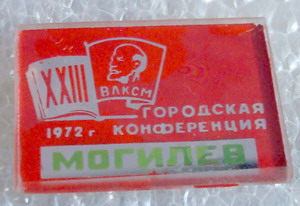 XXIII
ВЛКСМ
ГОРОДСКАЯ
1972 г КОНФЕРЕНЦИЯ
МОГИЛЕВ